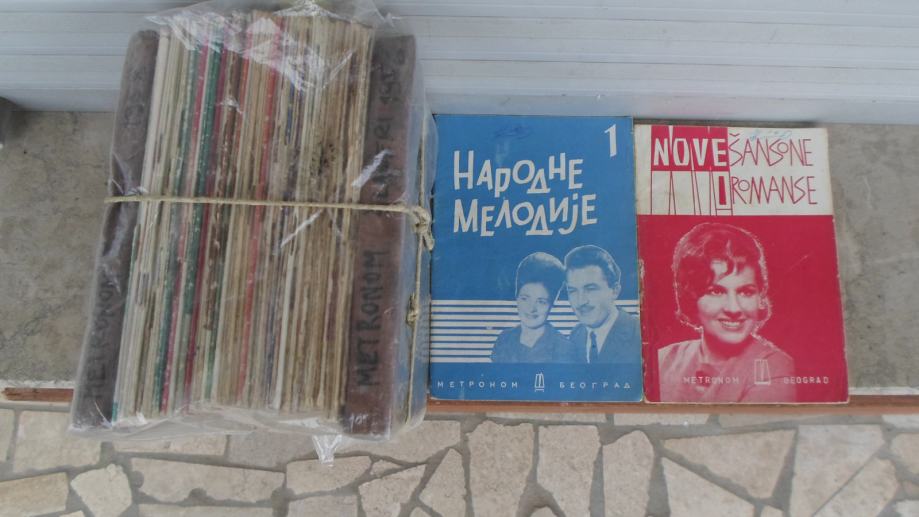 METRONOM
METRONOM
1
НАРОДНЕ
МЕЛОДИЈЕ
МЕТРОНОМ БЕОГРАД
NOVE ŠANSONE
I ROMANSE
METRONOM BEOGRAD